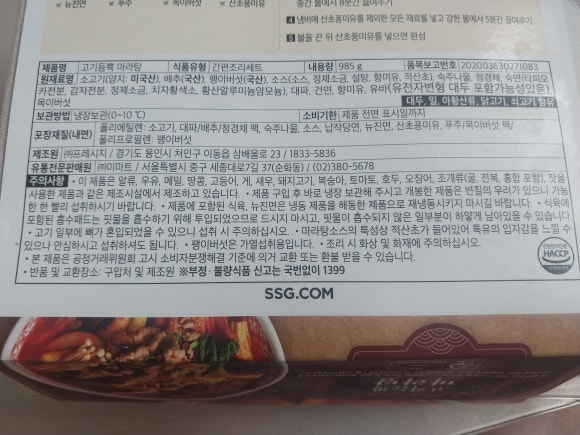 • 뉴진면 • 푸주 • 목이버섯 • 산초풍미유
중간 불에서 8분간 끓여주기
4 냄비에 산초풍미유를 제외한 모든 재료를 넣고 강한 불에서 5분간 끓여주기
5 불을 끈 뒤 산초풍미유를 넣으면 완성
제품명 고기듬뿍 마라탕 식품유형 간편조리세트 내용량 985 g 품목보고번호 202003630271083
원재료명 소고기(양지: 미국산), 배추(국산), 팽이버섯(국산), 소스(소스, 정제소금, 설탕, 향미유, 적산초), 숙주나물, 청경채, 숙면(타피오
카전분, 감자전분, 정제소금, 치자황색소, 황산알루미늄암모늄), 대파, 건면, 향미유, 유바(유전자변형 대두 포함가능성있음)
목이버섯 대두, 밀, 아황산류, 닭고기, 쇠고기 함유
보관방법 냉장보관(0~10 ℃) 소비기한 제품 전면 표시일까지
포장재질(내면) 폴리에틸렌: 소고기, 대파/배추/청경채 팩, 숙주나물, 소스, 납작당면, 뉴진면, 산초풍미유, 푸주/목이버섯 팩/
폴리프로필렌: 팽이버섯
제조원 ㈜프레시지 / 경기도 용인시 처인구 이동읍 삼배울로 23 / 1833-5836
유통전문판매원 ㈜이마트 / 서울특별시 중구 세종대로7길 37(순화동) / (02)380-5678
주의사항 • 이 제품은 알류, 우유, 메밀, 땅콩, 고등어, 게, 새우, 돼지고기, 복숭아, 토마토, 호두, 오징어, 조개류(굴, 전복, 홍합 포함), 잣을
사용한 제품과 같은 제조시설에서 제조하고 있습니다. • 제품 구입 후 바로 냉장 보관해 주시고 개봉한 제품은 변질의 우려가 있으니 가능
한 한 빨리 섭취하시기 바랍니다. • 제품에 포함된 식육, 뉴진면은 냉동 제품을 해동한 제품으로 재냉동시키지 마시길 바랍니다. • 식육에
포함된 흡수패드는 핏물을 흡수하기 위해 투입되었으므로 드시지 마시고, 핏물이 흡수되지 않은 일부분이 하얗게 남아있을 수 있습니다.
• 고기 일부에 뼈가 혼입되었을 수 있으니 섭취 시 주의하십시오. • 마라탕소스의 특성상 적산초가 들어있어 특유의 입자감을 느낄 수
있으나 안심하시고 섭취하셔도 됩니다. • 팽이버섯은 가열섭취용입니다. • 조리 시 화상 및 화재에 주의하십시오.
• 본 제품은 공정거래위원회 고시 소비자분쟁해결 기준에 의거 교환 또는 환불 받을 수 있습니다.
• 반품 및 교환장소: 구입처 및 제조원 ※부정·불량식품 신고는 국번없이 1399
HACCP
SSG.COM